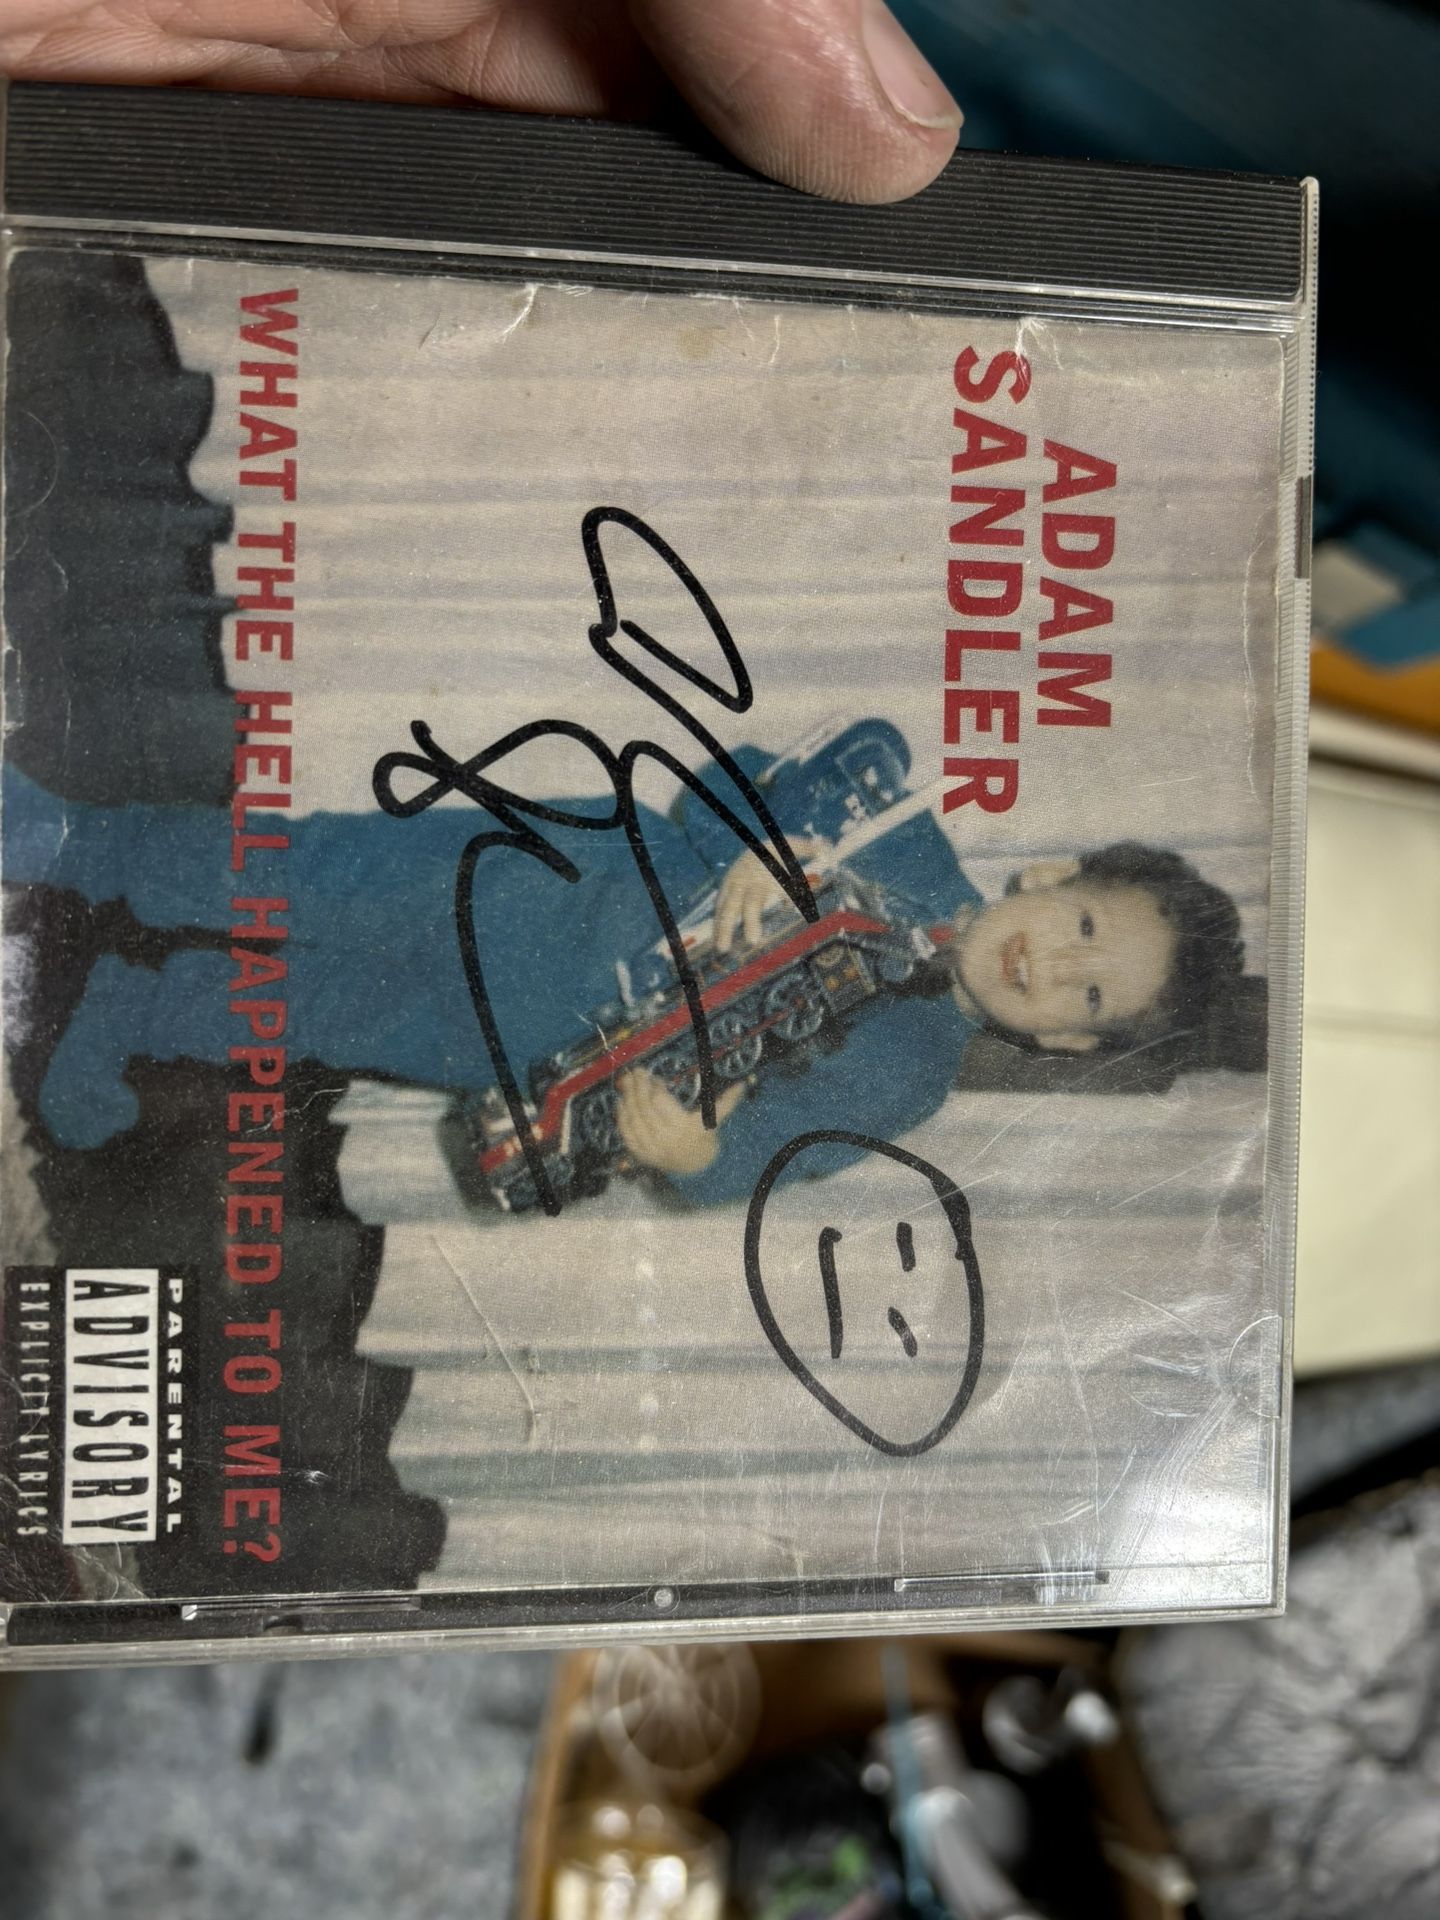 ADAM
SANDLER
WHAT THE HELL HAPPENED TO ME?
PARENTAL
ADVISORY
EXPLICIT LYRICS